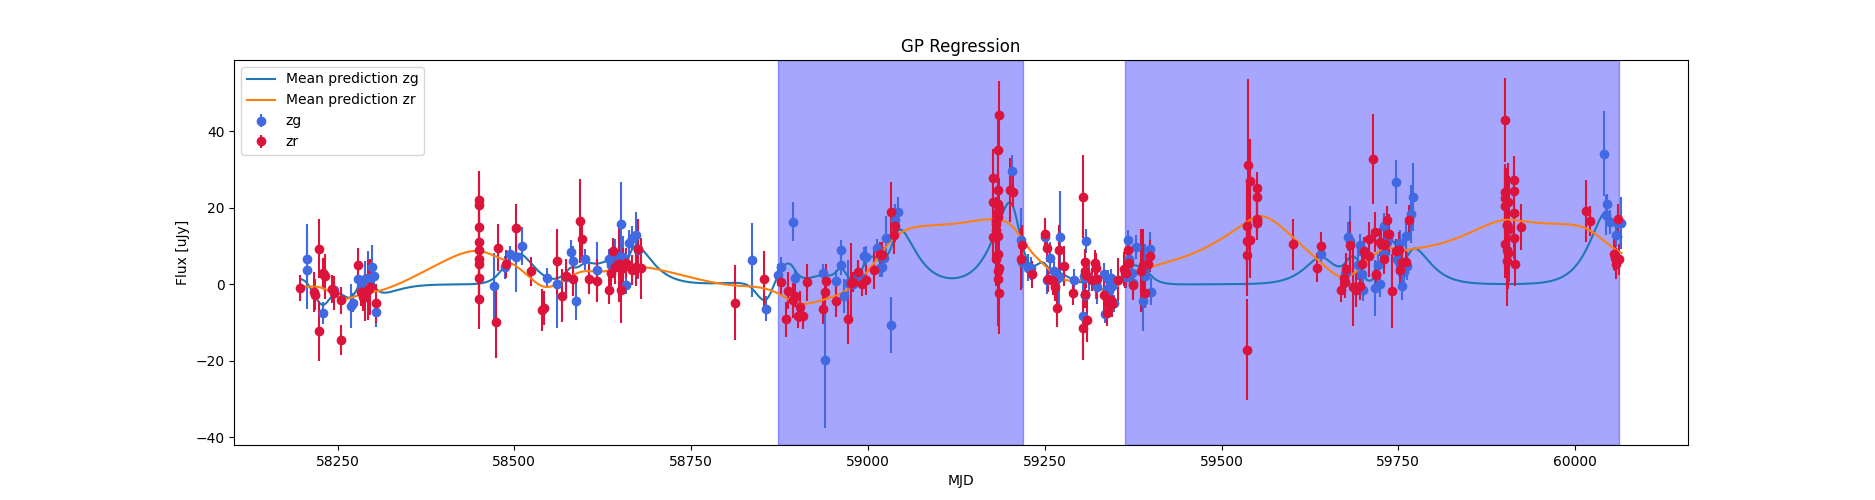 GP Regression
Mean prediction zg
Mean prediction zr
zg
zr
Flux [uJy]
40
20
0
−20
−40
58250 58500 58750 59000 59250 59500 59750 60000
MJD